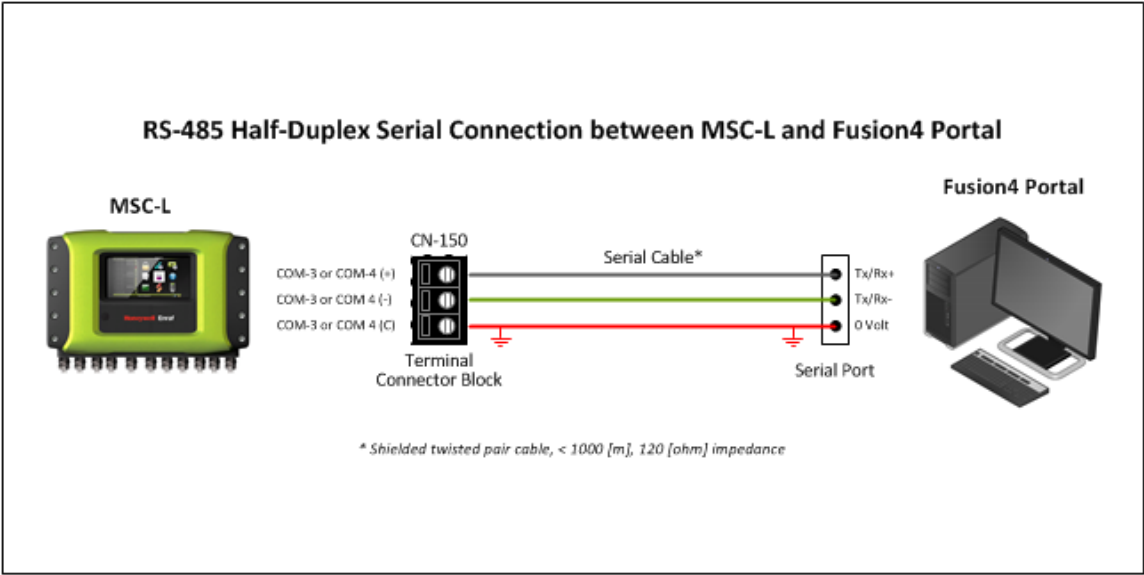 RS-485 Half-Duplex Serial Connection between MSC-L and Fusion4 Portal
Fusion4 Portal
MSC-L
CN-150
Serial Cable*
COM-3 or COM-4 (+)
Tx/Rx+
COM-3 or COM 4 (-)
Tx/Rx-
COM-3 or COM 4 (C)
0 Volt
Honeywell Enraf
Terminal
Connector Block
Serial Port
* Shielded twisted pair cable, < 1000 [m], 120 [ohm] impedance